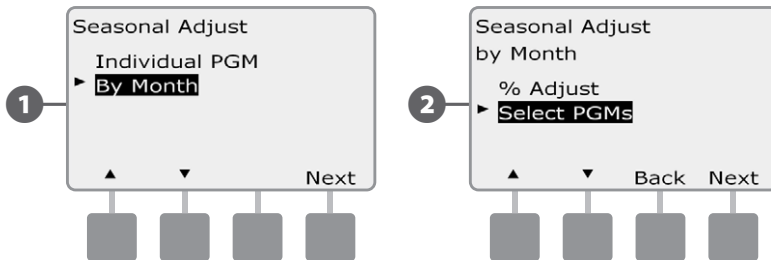 1
Seasonal Adjust
Individual PGM
► By Month
▲ ▼ Next
2
Seasonal Adjust
by Month
% Adjust
► Select PGMs
▲ ▼ Back Next